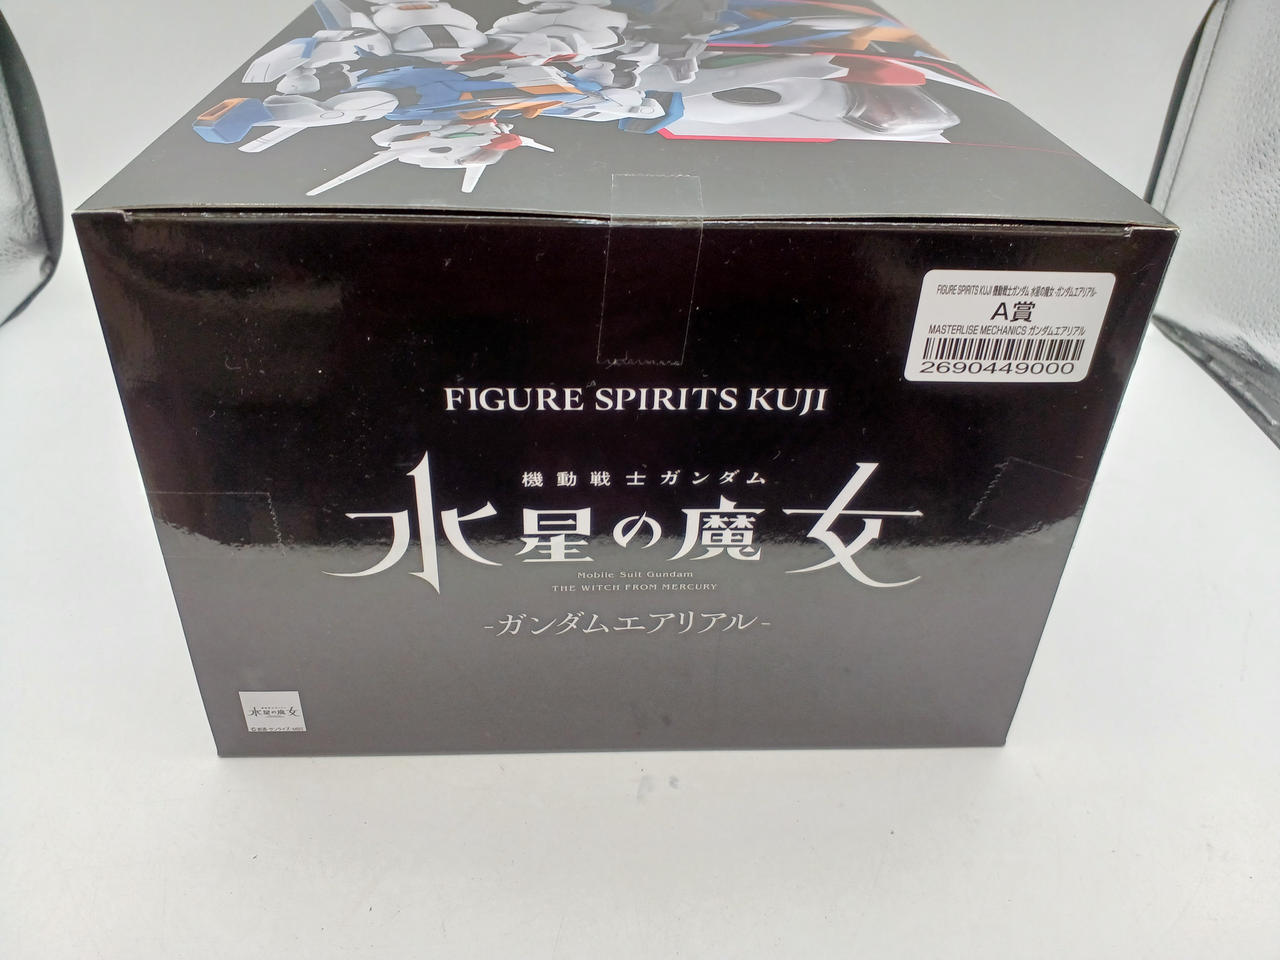 FIGURE SPIRITS KUJI 機動戦士ガンダム 水星の魔女 -ガンダムエアリアル-
A賞
MASTERLISE MECHANICS ガンダムエアリアル
2690449000
FIGURE SPIRITS KUJI
機動戦士ガンダム
水星の魔女
Mobile Suit Gundam
THE WITCH FROM MERCURY
-ガンダムエアリアル-
水星の魔女